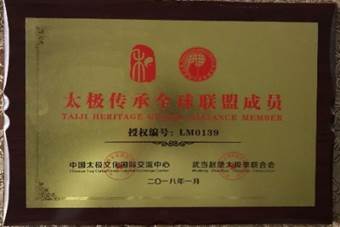 太极传承全球联盟成员
TAIJI HERITAGE GLOBAL ALLIANCE MEMBER
授权编号：LM0139
中国太极文化国际交流中心 武当赵堡太极拳联合会
二〇一八年一月